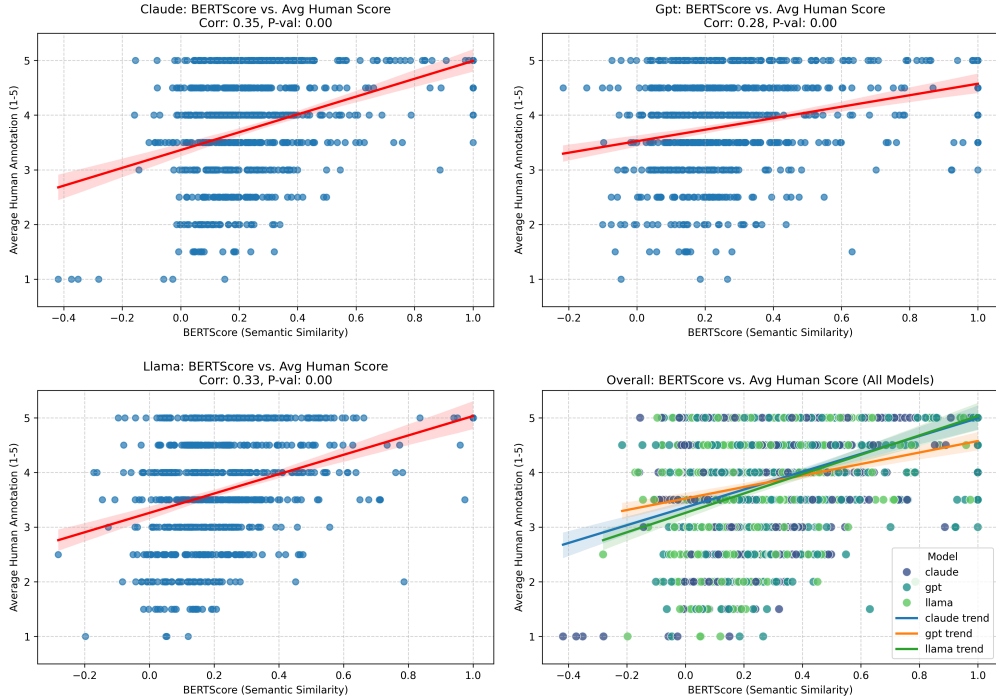 Claude: BERTScore vs. Avg Human Score
Corr: 0.35, P-val: 0.00
Average Human Annotation (1-5)
5
4
3
2
1
−0.4 −0.2 0.0 0.2 0.4 0.6 0.8 1.0
BERTScore (Semantic Similarity)
Gpt: BERTScore vs. Avg Human Score
Corr: 0.28, P-val: 0.00
Average Human Annotation (1-5)
5
4
3
2
1
−0.2 0.0 0.2 0.4 0.6 0.8 1.0
BERTScore (Semantic Similarity)
Llama: BERTScore vs. Avg Human Score
Corr: 0.33, P-val: 0.00
Average Human Annotation (1-5)
5
4
3
2
1
−0.2 0.0 0.2 0.4 0.6 0.8 1.0
BERTScore (Semantic Similarity)
Overall: BERTScore vs. Avg Human Score (All Models)
Average Human Annotation (1-5)
5
4
3
2
1
−0.4 −0.2 0.0 0.2 0.4 0.6 0.8 1.0
BERTScore (Semantic Similarity)
Model
claude
gpt
llama
claude trend
gpt trend
llama trend